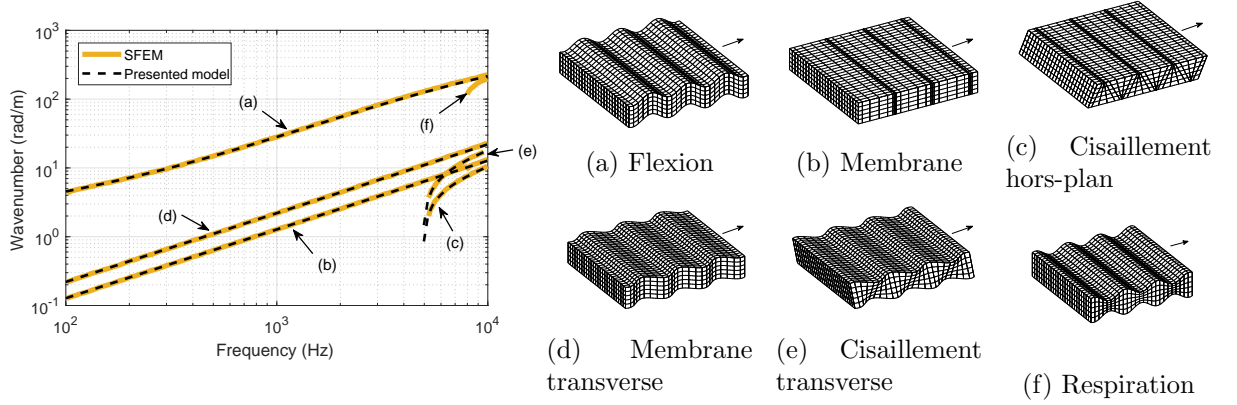 10³
10²
10¹
10⁰
10⁻¹
10²
10³
10⁴
Wavenumber (rad/m)
Frequency (Hz)
SFEM
Presented model
(a)
(f)
(e)
(d)
(b)
(c)
(a) Flexion
(b) Membrane
(c) Cisaillement
hors-plan
(d) Membrane
transverse
(e) Cisaillement
transverse
(f) Respiration